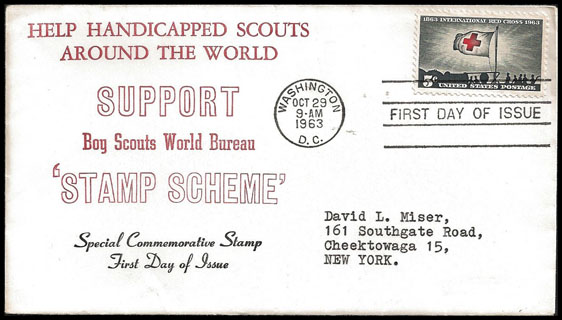 HELP HANDICAPPED SCOUTS
AROUND THE WORLD
SUPPORT
Boy Scouts World Bureau
'STAMP SCHEME'
Special Commemorative Stamp
First Day of Issue
WASHINGTON
OCT 29
9-AM
1963
D.C.
1863 INTERNATIONAL RED CROSS 1963
5¢
UNITED STATES POSTAGE
FIRST DAY OF ISSUE
David L. Miser,
161 Southgate Road,
Cheektowaga 15,
NEW YORK.